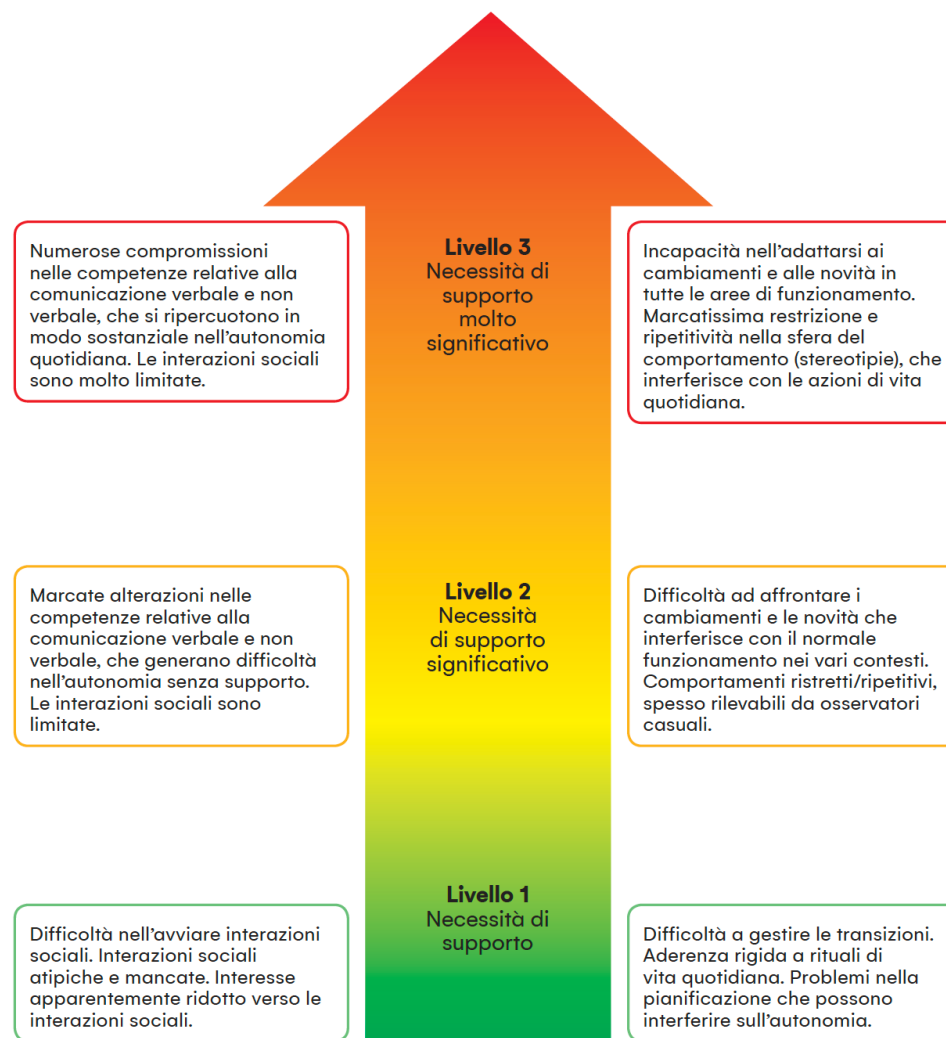 Numerose compromissioni
nelle competenze relative alla
comunicazione verbale e non
verbale, che si ripercuotono in
modo sostanziale nell'autonomia
quotidiana. Le interazioni sociali
sono molto limitate.
Livello 3
Necessità di
supporto
molto
significativo
Incapacità nell'adattarsi ai
cambiamenti e alle novità in
tutte le aree di funzionamento.
Marcatissima restrizione e
ripetitività nella sfera del
comportamento (stereotipie), che
interferisce con le azioni di vita
quotidiana.
Marcate alterazioni nelle
competenze relative alla
comunicazione verbale e non
verbale, che generano difficoltà
nell'autonomia senza supporto.
Le interazioni sociali sono
limitate.
Livello 2
Necessità
di supporto
significativo
Difficoltà ad affrontare i
cambiamenti e le novità che
interferisce con il normale
funzionamento nei vari contesti.
Comportamenti ristretti/ripetitivi,
spesso rilevabili da osservatori
casuali.
Difficoltà nell'avviare interazioni
sociali. Interazioni sociali
atipiche e mancate. Interesse
apparentemente ridotto verso le
interazioni sociali.
Livello 1
Necessità di
supporto
Difficoltà a gestire le transizioni.
Aderenza rigida a rituali di
vita quotidiana. Problemi nella
pianificazione che possono
interferire sull'autonomia.